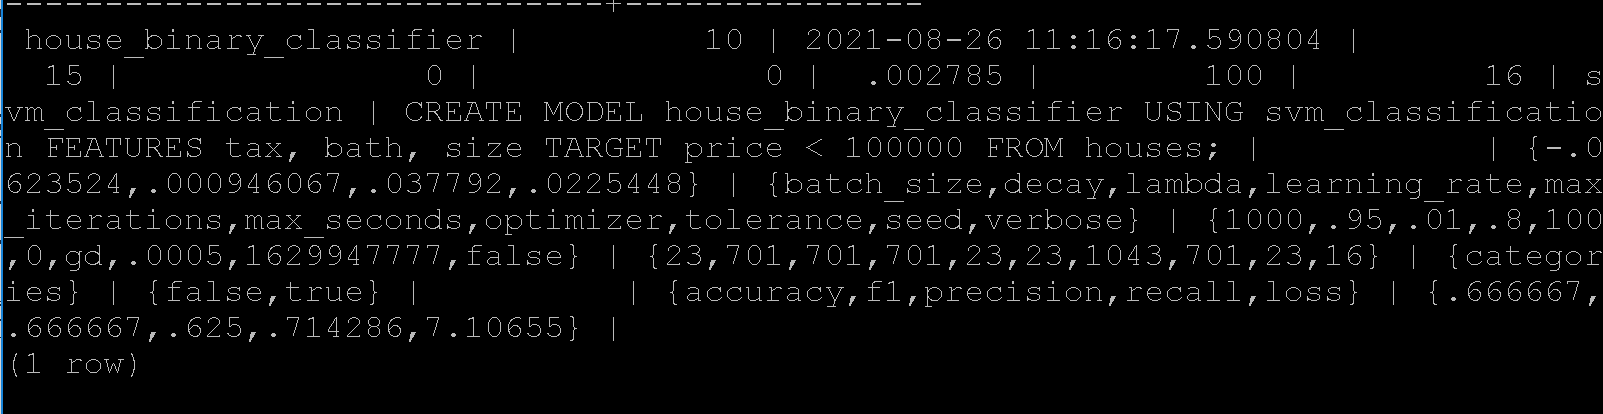 -------------------------------+---------------
 house_binary_classifier |          10 | 2021-08-26 11:16:17.590804 |
  15 |                0 |               0 |  .002785 |         100 |          16 | s
vm_classification | CREATE MODEL house_binary_classifier USING svm_classificatio
n FEATURES tax, bath, size TARGET price < 100000 FROM houses; |            | {-.0
623524,.000946067,.037792,.0225448} | {batch_size,decay,lambda,learning_rate,max
_iterations,max_seconds,optimizer,tolerance,seed,verbose} | {1000,.95,.01,.8,100
,0,gd,.0005,1629947777,false} | {23,701,701,701,23,23,1043,701,23,16} | {categor
ies} | {false,true} |           | {accuracy,f1,precision,recall,loss} | {.666667,
.666667,.625,.714286,7.10655} |
(1 row)